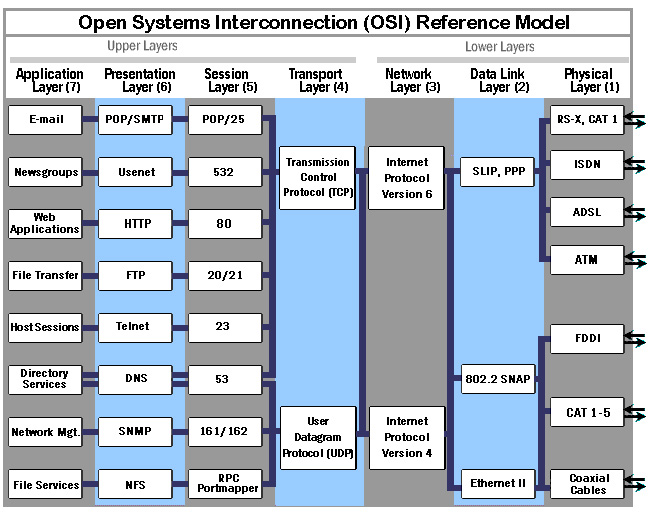 Open Systems Interconnection (OSI) Reference Model
Upper Layers
Lower Layers
Application
Layer (7)
Presentation
Layer (6)
Session
Layer (5)
Transport
Layer (4)
Network
Layer (3)
Data Link
Layer (2)
Physical
Layer (1)
E-mail
POP/SMTP
POP/25
RS-X, CAT 1
Newsgroups
Usenet
532
Transmission
Control
Protocol (TCP)
Internet
Protocol
Version 6
SLIP, PPP
ISDN
Web
Applications
HTTP
80
ADSL
File Transfer
FTP
20/21
ATM
Host Sessions
Telnet
23
FDDI
Directory
Services
DNS
53
802.2 SNAP
Network Mgt.
SNMP
161/162
User
Datagram
Protocol (UDP)
Internet
Protocol
Version 4
CAT 1-5
File Services
NFS
RPC
Portmapper
Ethernet II
Coaxial
Cables